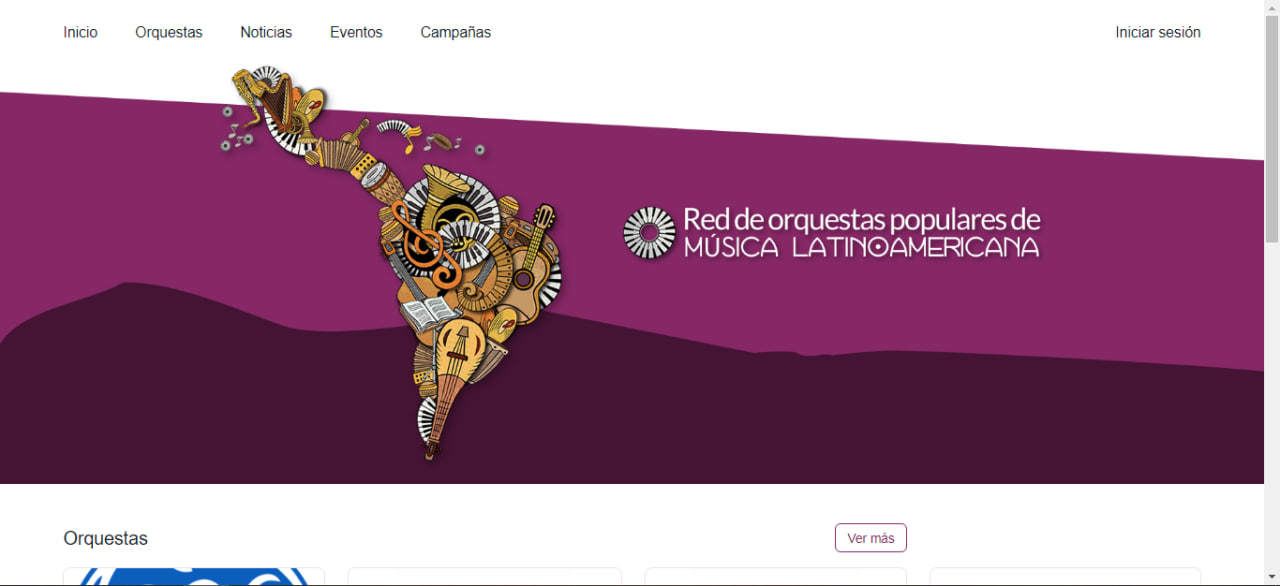 Inicio
Orquestas
Noticias
Eventos
Campañas
Iniciar sesión
Red de orquestas populares de
MÚSICA LATINOAMERICANA
Orquestas
Ver más